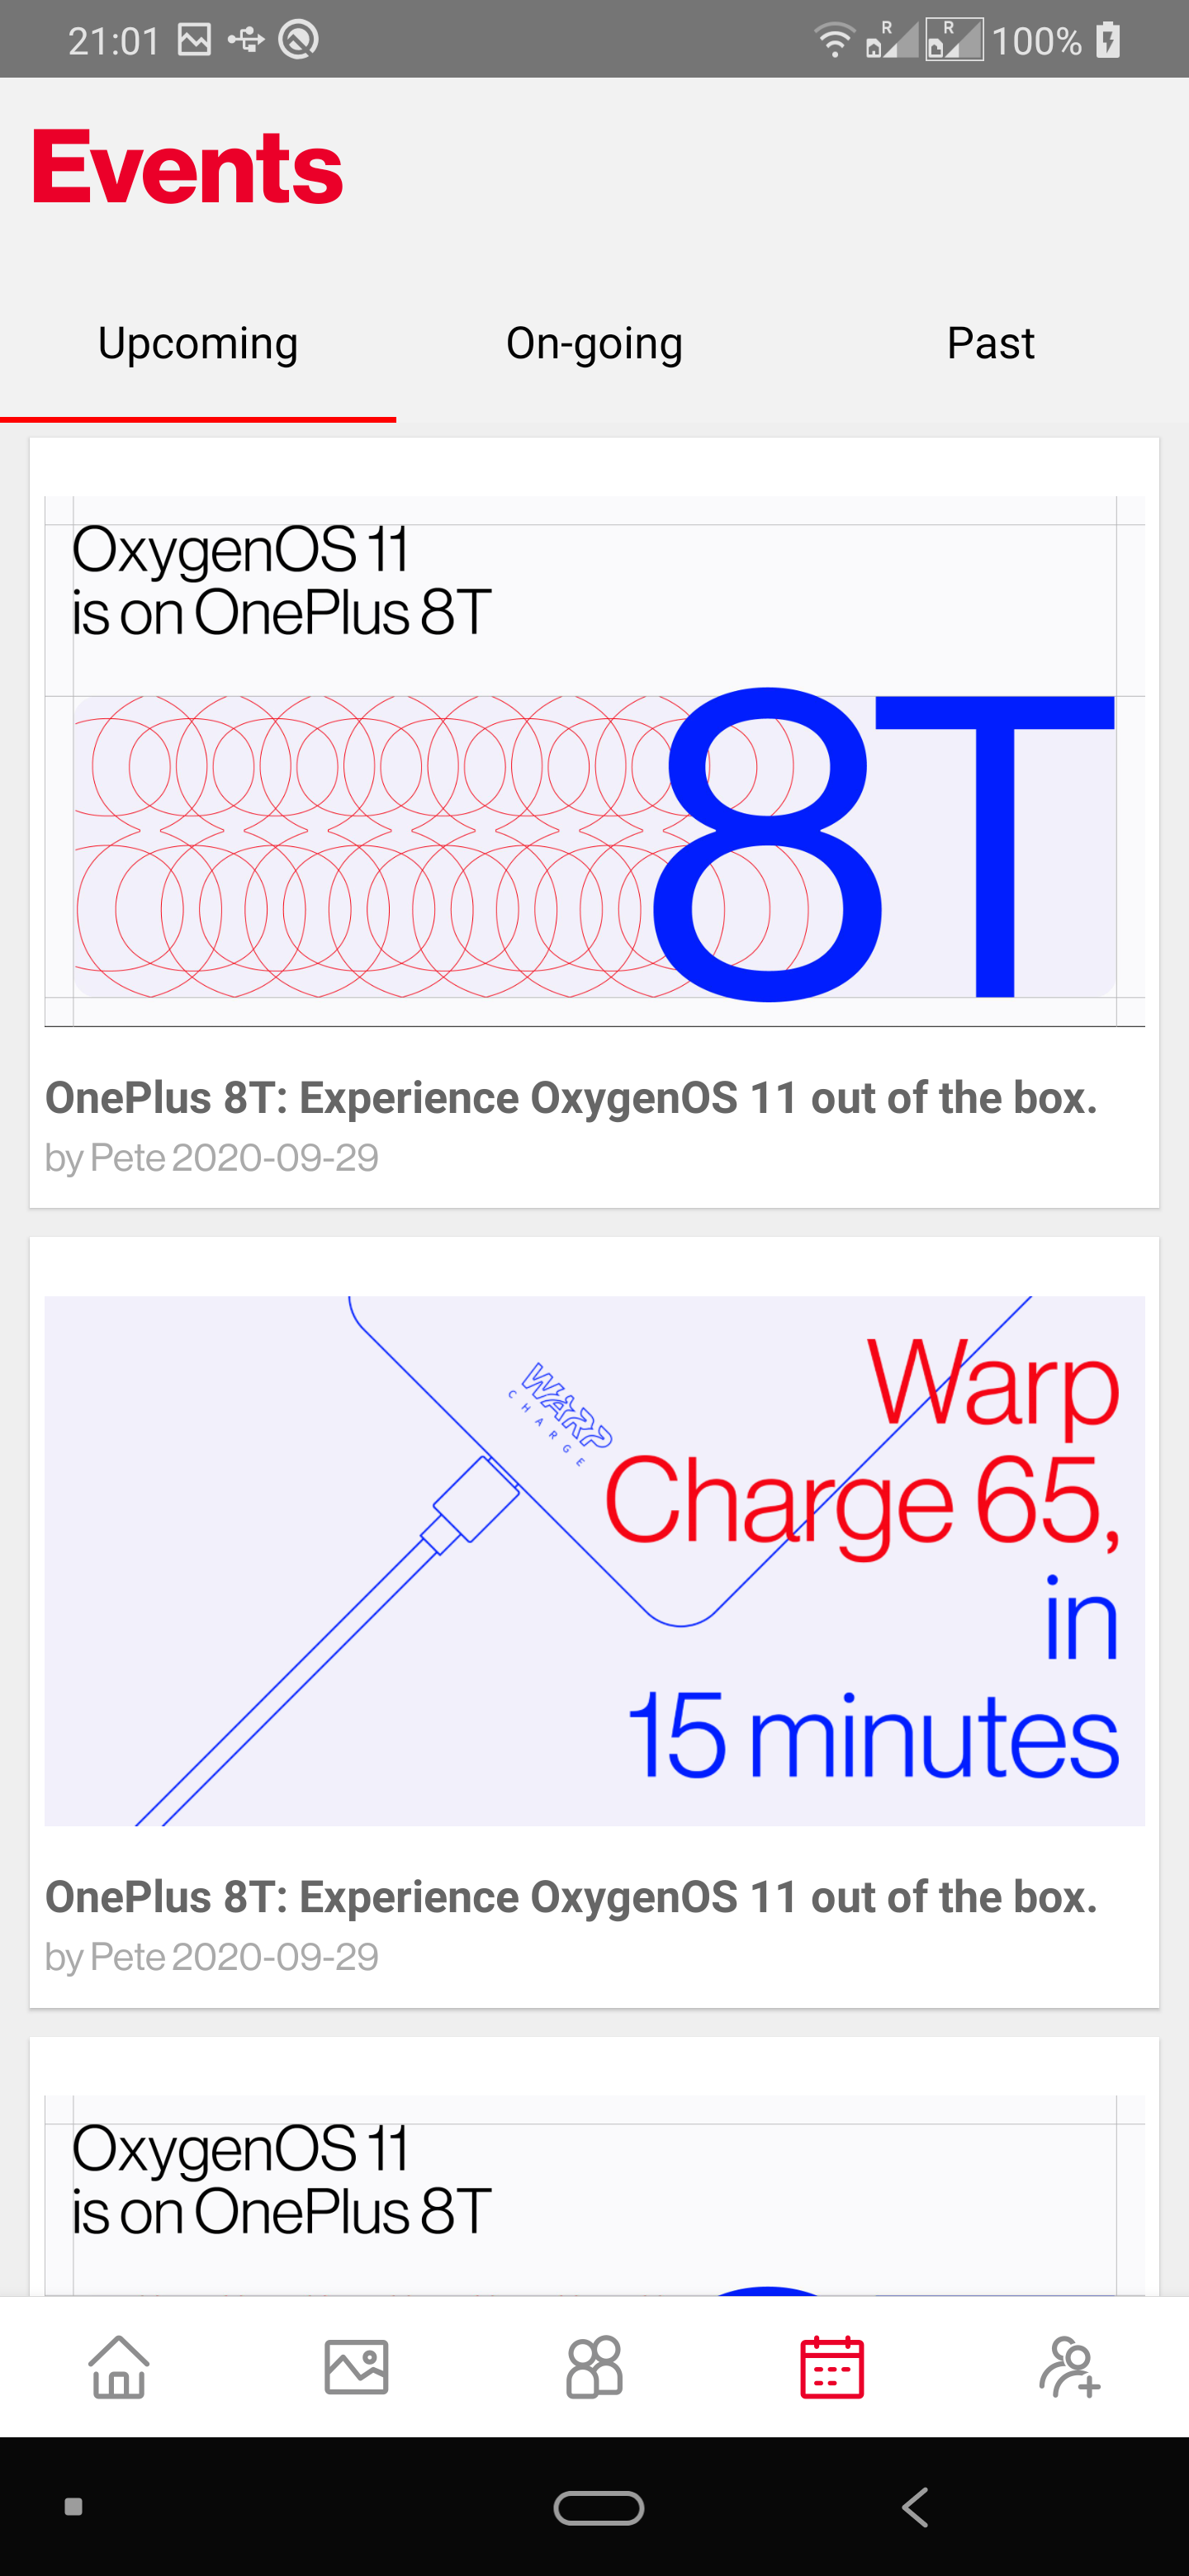 21:01
R
R
100%
Events
Upcoming
On-going
Past
OxygenOS 11
is on OnePlus 8T
8T
OnePlus 8T: Experience OxygenOS 11 out of the box.
by Pete 2020-09-29
WARP
CHARGE
Warp
Charge 65,
in
15 minutes
OnePlus 8T: Experience OxygenOS 11 out of the box.
by Pete 2020-09-29
OxygenOS 11
is on OnePlus 8T